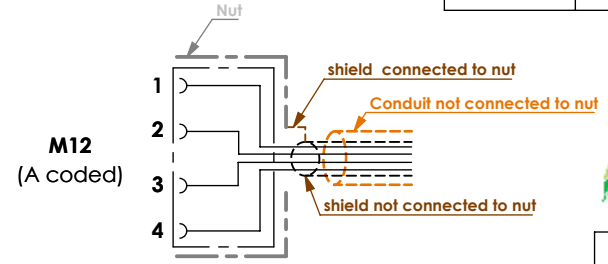 Nut
shield connected to nut
1
Conduit not connected to nut
2
M12
(A coded)
3
shield not connected to nut
4